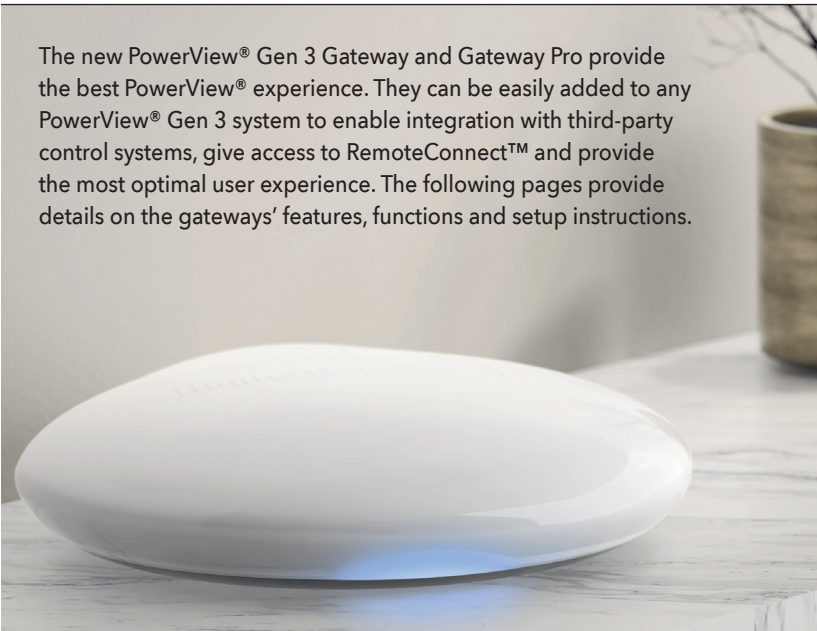 The new PowerView® Gen 3 Gateway and Gateway Pro provide
the best PowerView® experience. They can be easily added to any
PowerView® Gen 3 system to enable integration with third-party
control systems, give access to RemoteConnect™ and provide
the most optimal user experience. The following pages provide
details on the gateways’ features, functions and setup instructions.